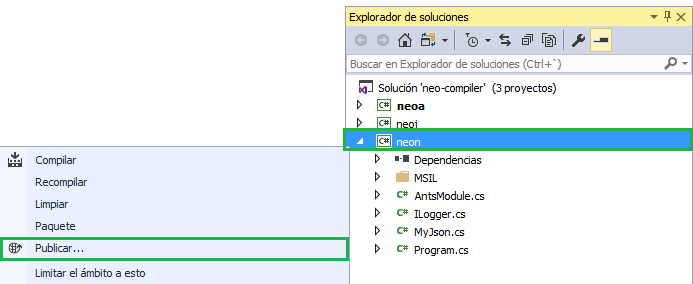 Explorador de soluciones
Buscar en Explorador de soluciones (Ctrl+`)
Solución 'neo-compiler' (3 proyectos)
C# neoa
C# neoj
C# neon
Dependencias
MSIL
C# AntsModule.cs
C# ILogger.cs
C# MyJson.cs
C# Program.cs
Compilar
Recompilar
Limpiar
Paquete
Publicar...
Limitar el ámbito a esto